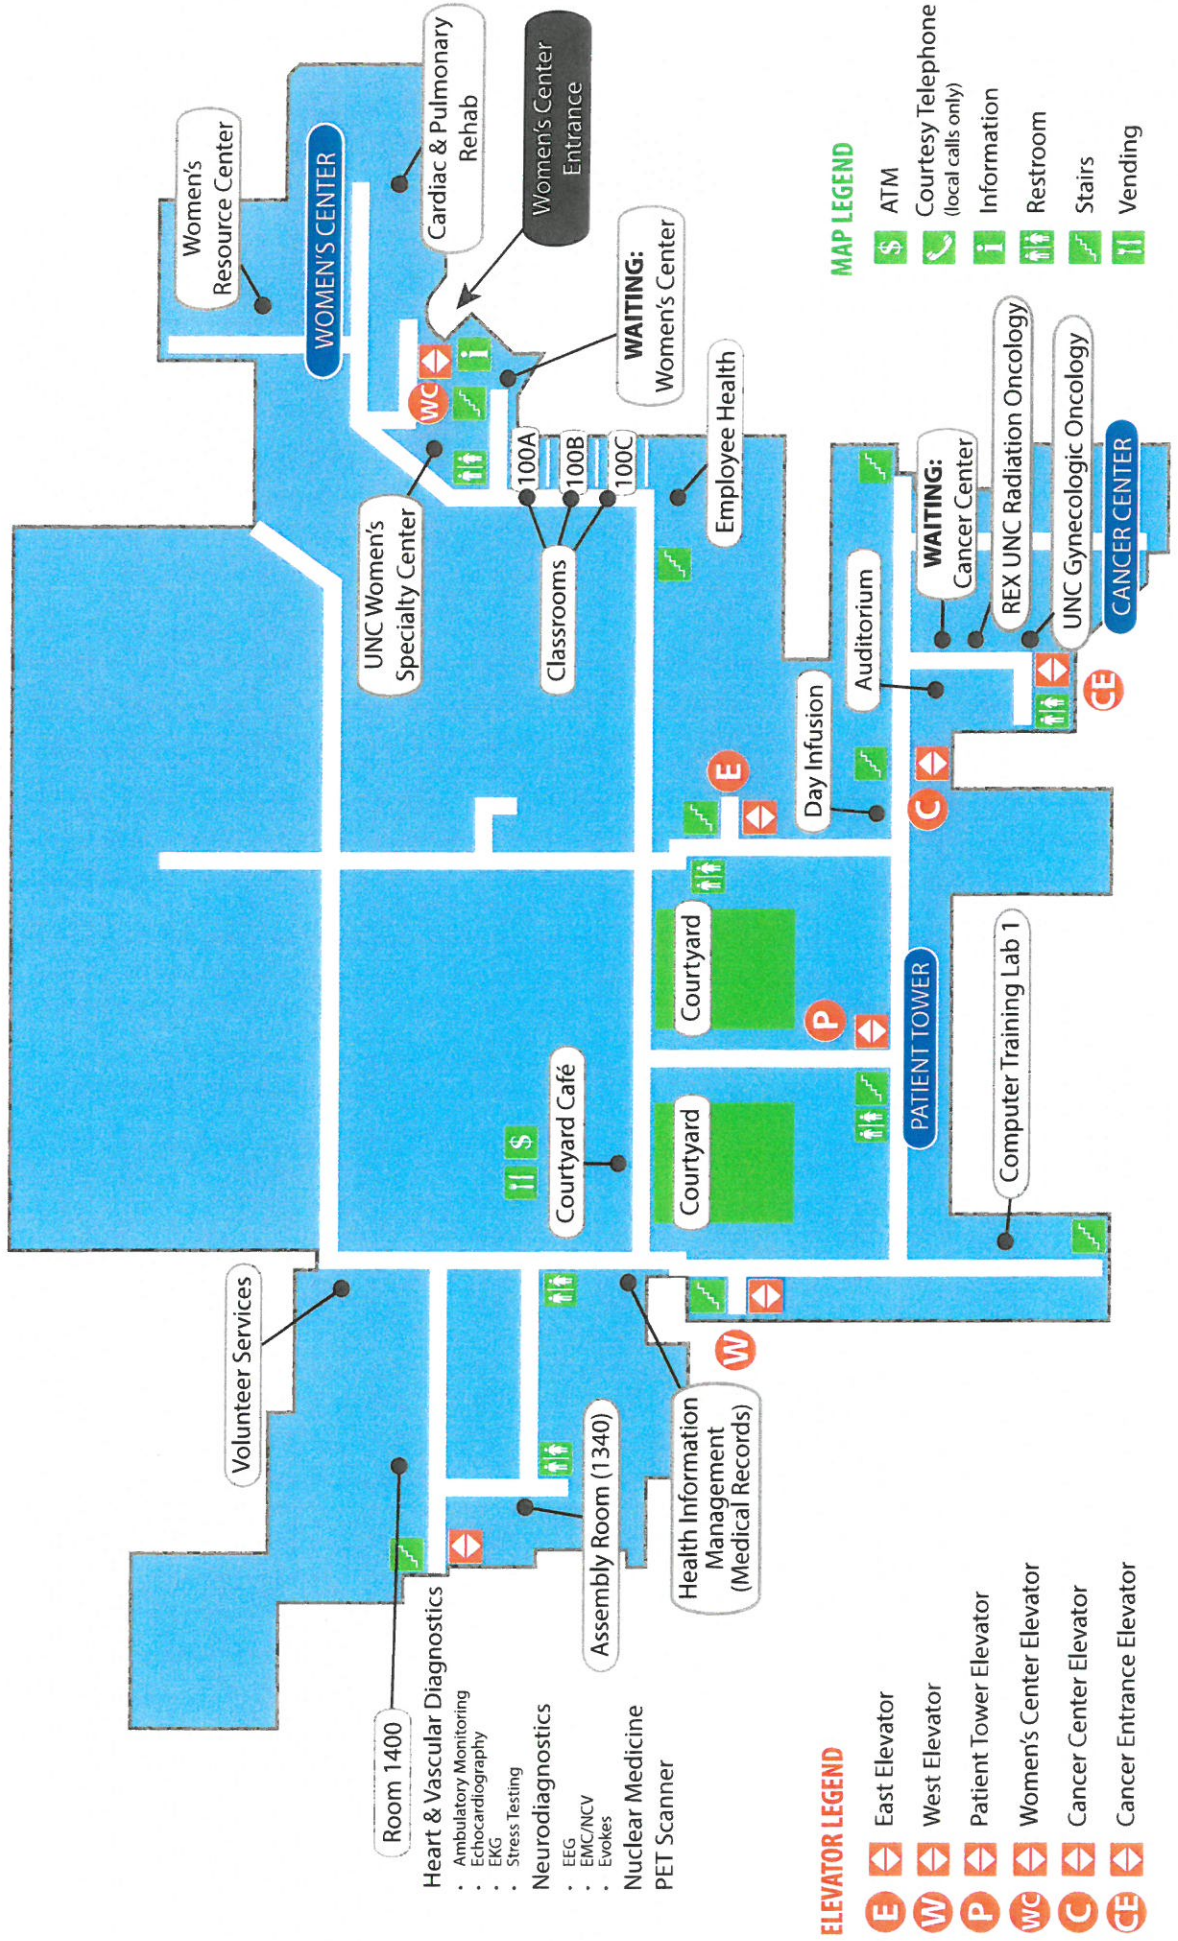 Room 1400
Heart & Vascular Diagnostics
· Ambulatory Monitoring
· Echocardiography
· EKG
· Stress Testing
Neurodiagnostics
· EEG
· EMC/NCV
· Evokes
Nuclear Medicine
PET Scanner
Volunteer Services
Assembly Room (1340)
Health Information
Management
(Medical Records)
W
Courtyard Café
$
Courtyard
Courtyard
P
PATIENT TOWER
Computer Training Lab 1
E
Day Infusion
C
Auditorium
CE
UNC Women's
Specialty Center
Classrooms
100A
100B
100C
Employee Health
WC
i
Women's
Resource Center
WOMEN'S CENTER
Cardiac & Pulmonary
Rehab
Women's Center
Entrance
WAITING:
Women's Center
WAITING:
Cancer Center
REX UNC Radiation Oncology
UNC Gynecologic Oncology
CANCER CENTER
ELEVATOR LEGEND
E East Elevator
W West Elevator
P Patient Tower Elevator
WC Women's Center Elevator
C Cancer Center Elevator
CE Cancer Entrance Elevator
MAP LEGEND
$ ATM
Courtesy Telephone
(local calls only)
i Information
Restroom
Stairs
Vending